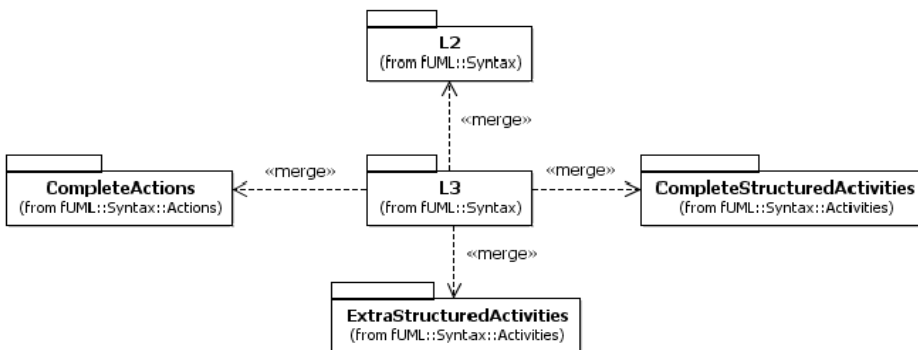 L2
(from fUML::Syntax)
«merge»
«merge»
«merge»
CompleteActions
(from fUML::Syntax::Actions)
L3
(from fUML::Syntax)
CompleteStructuredActivities
(from fUML::Syntax::Activities)
«merge»
ExtraStructuredActivities
(from fUML::Syntax::Activities)